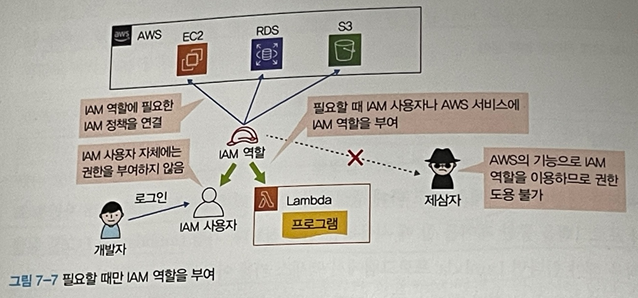 aws
AWS
EC2
RDS
S3
IAM 역할에 필요한
IAM 정책을 연결
필요할 때 IAM 사용자나 AWS 서비스에
IAM 역할을 부여
IAM 사용자 자체에는
권한을 부여하지 않음
IAM 역할
AWS의 기능으로 IAM
역할을 이용하므로 권한
도용 불가
제삼자
로그인
개발자
IAM 사용자
Lambda
프로그램
그림 7-7 필요할 때만 IAM 역할을 부여